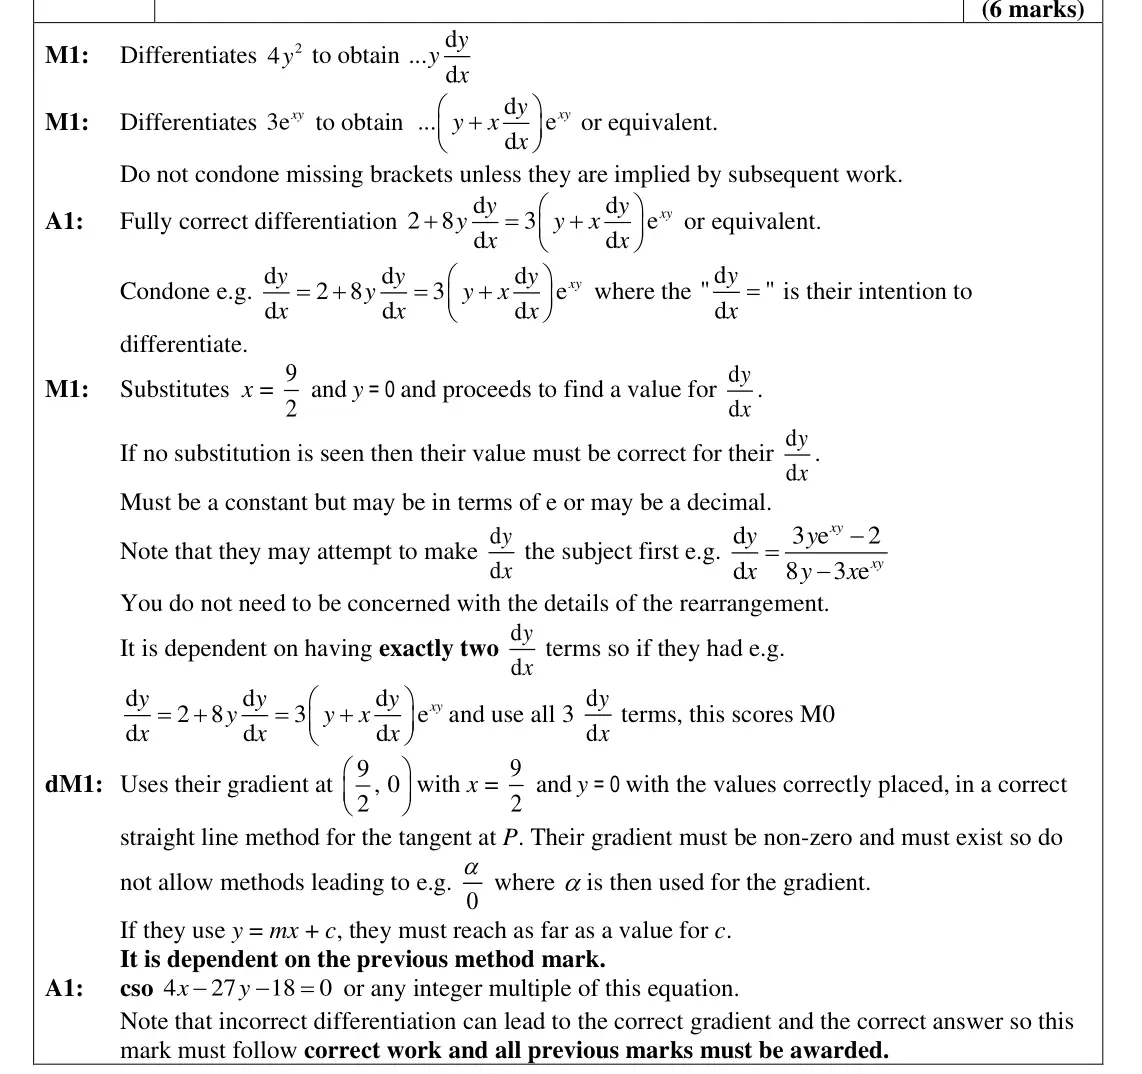 (6 marks)
M1: Differentiates 4y² to obtain ...y dy/dx
M1: Differentiates 3e^{xy} to obtain ...(y + x dy/dx)e^{xy} or equivalent.
Do not condone missing brackets unless they are implied by subsequent work.
A1: Fully correct differentiation 2 + 8y dy/dx = 3(y + x dy/dx)e^{xy} or equivalent.
Condone e.g. dy/dx = 2 + 8y dy/dx = 3(y + x dy/dx)e^{xy} where the "dy/dx =" is their intention to
differentiate.
M1: Substitutes x = 9/2 and y = 0 and proceeds to find a value for dy/dx.
If no substitution is seen then their value must be correct for their dy/dx.
Must be a constant but may be in terms of e or may be a decimal.
Note that they may attempt to make dy/dx the subject first e.g. dy/dx = (3ye^{xy} − 2)/(8y − 3xe^{xy})
You do not need to be concerned with the details of the rearrangement.
It is dependent on having exactly two dy/dx terms so if they had e.g.
dy/dx = 2 + 8y dy/dx = 3(y + x dy/dx)e^{xy} and use all 3 dy/dx terms, this scores M0
dM1: Uses their gradient at (9/2, 0) with x = 9/2 and y = 0 with the values correctly placed, in a correct
straight line method for the tangent at P. Their gradient must be non-zero and must exist so do
not allow methods leading to e.g. α/0 where α is then used for the gradient.
If they use y = mx + c, they must reach as far as a value for c.
It is dependent on the previous method mark.
A1: cso 4x − 27y − 18 = 0 or any integer multiple of this equation.
Note that incorrect differentiation can lead to the correct gradient and the correct answer so this
mark must follow correct work and all previous marks must be awarded.